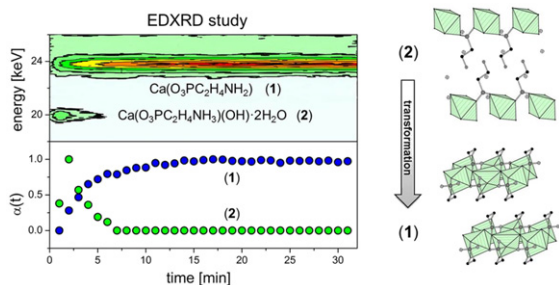 EDXRD study
energy [keV]
24
20
Ca(O₃PC₂H₄NH₂) (1)
Ca(O₃PC₂H₄NH₃)(OH)·2H₂O (2)
α(t)
1.0
0.5
0.0
(1)
(2)
0 5 10 15 20 25 30
time [min]
(2)
transformation
(1)